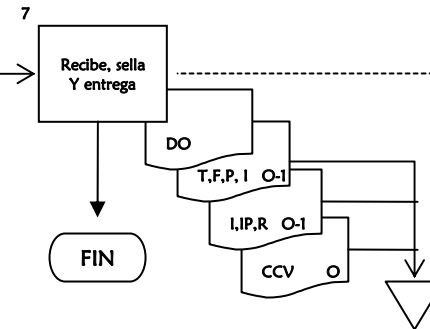 7
Recibe, sella
Y entrega
DO
T,F,P, I O-1
I,IP,R O-1
CCV O
FIN